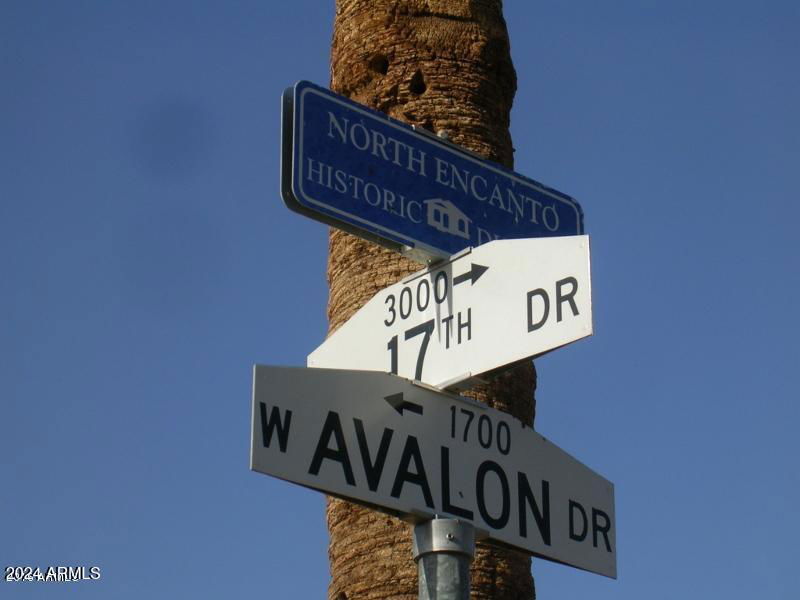 NORTH ENCANTO
HISTORIC
3000 →
17TH DR
← 1700
W AVALON DR
2024 ARMLS